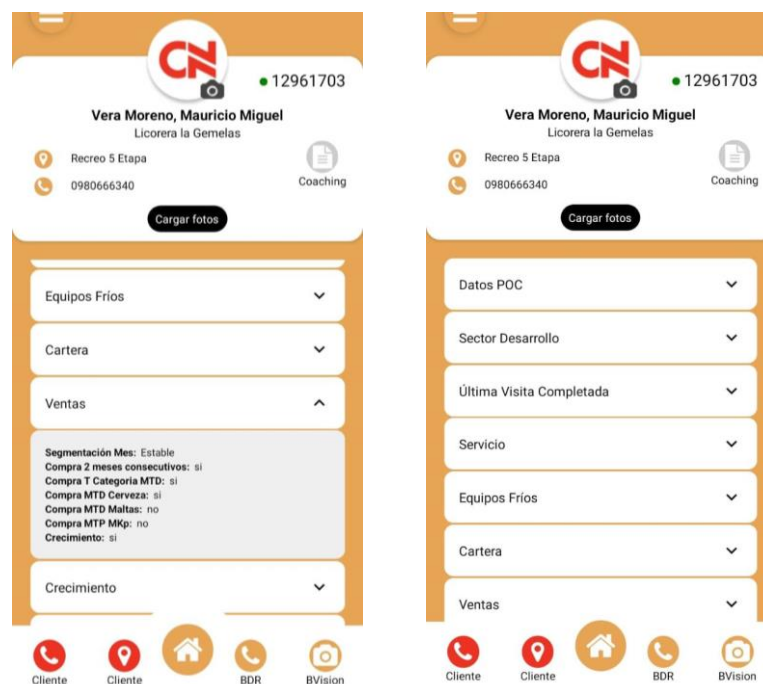 CN
12961703
Vera Moreno, Mauricio Miguel
Licorera la Gemelas
Recreo 5 Etapa
0980666340
Coaching
Cargar fotos
Equipos Fríos
Cartera
Ventas
Segmentación Mes: Estable
Compra 2 meses consecutivos: si
Compra T Categoria MTD: si
Compra MTD Cerveza: si
Compra MTD Maltas: no
Compra MTP MKp: no
Crecimiento: si
Crecimiento
Cliente
Cliente
BDR
BVision
CN
12961703
Vera Moreno, Mauricio Miguel
Licorera la Gemelas
Recreo 5 Etapa
0980666340
Coaching
Cargar fotos
Datos POC
Sector Desarrollo
Última Visita Completada
Servicio
Equipos Fríos
Cartera
Ventas
Cliente
Cliente
BDR
BVision